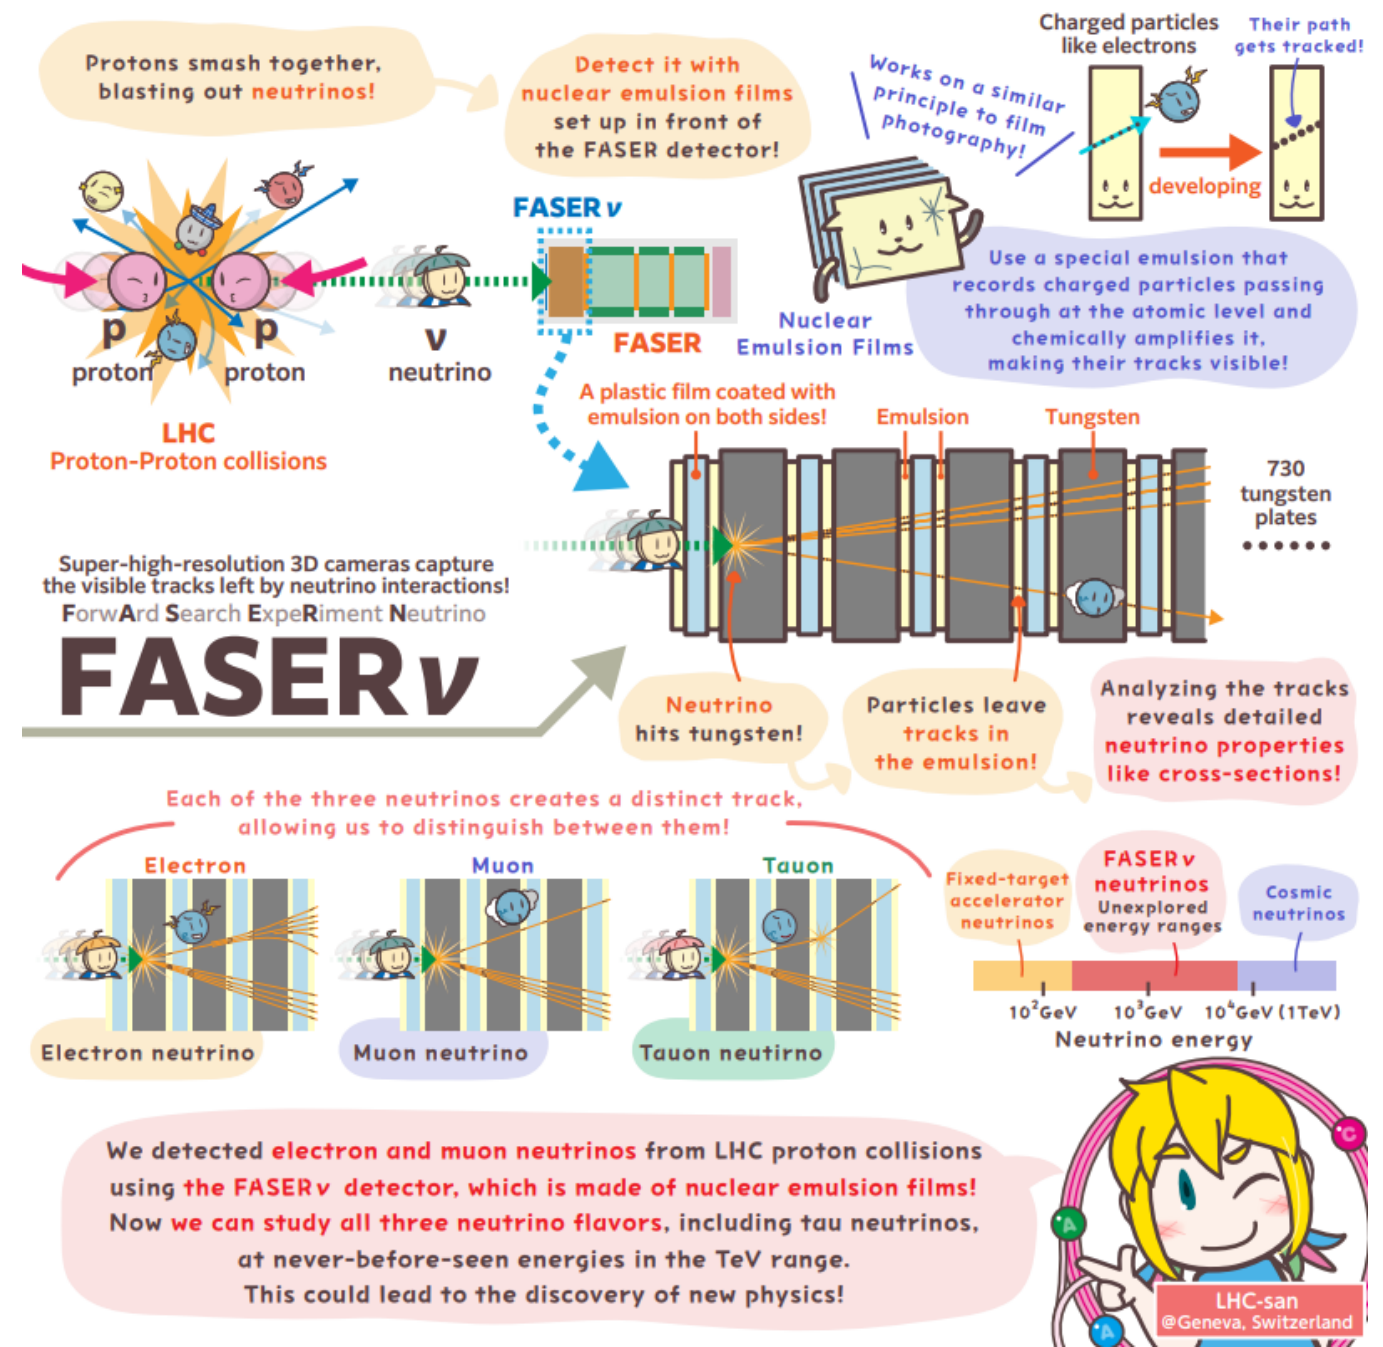 Protons smash together,
blasting out neutrinos!
Detect it with
nuclear emulsion films
set up in front of
the FASER detector!
Works on a similar
principle to film
photography!
Charged particles
like electrons
Their path
gets tracked!
developing
p
proton
p
proton
ν
neutrino
LHC
Proton-Proton collisions
FASERν
FASER
Nuclear
Emulsion Films
Use a special emulsion that
records charged particles passing
through at the atomic level and
chemically amplifies it,
making their tracks visible!
A plastic film coated with
emulsion on both sides!
Emulsion
Tungsten
730
tungsten
plates
Super-high-resolution 3D cameras capture
the visible tracks left by neutrino interactions!
ForwArd Search ExpeRiment Neutrino
FASERν
Neutrino
hits tungsten!
Particles leave
tracks in
the emulsion!
Analyzing the tracks
reveals detailed
neutrino properties
like cross-sections!
Each of the three neutrinos creates a distinct track,
allowing us to distinguish between them!
Electron
Electron neutrino
Muon
Muon neutrino
Tauon
Tauon neutirno
Fixed-target
accelerator
neutrinos
FASERν
neutrinos
Unexplored
energy ranges
Cosmic
neutrinos
10²GeV
10³GeV
10⁴GeV (1TeV)
Neutrino energy
We detected electron and muon neutrinos from LHC proton collisions
using the FASERν detector, which is made of nuclear emulsion films!
Now we can study all three neutrino flavors, including tau neutrinos,
at never-before-seen energies in the TeV range.
This could lead to the discovery of new physics!
C
A
A
LHC-san
@Geneva, Switzerland